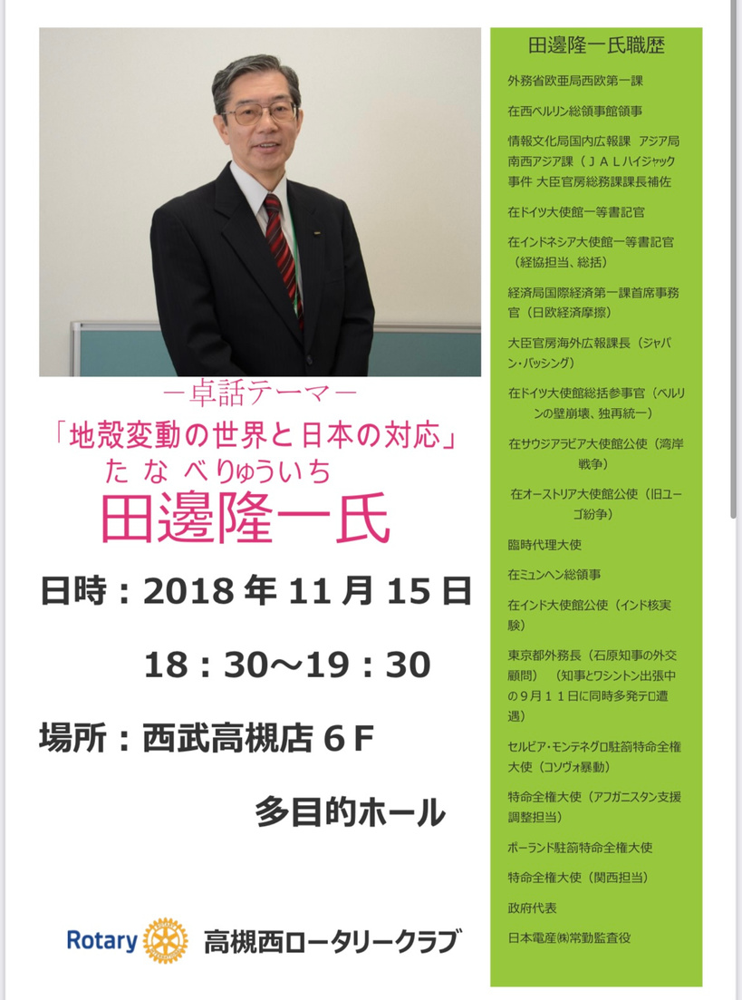 －卓話テーマ－
「地殻変動の世界と日本の対応」
たなべりゅういち
田邊隆一氏
日時：2018年11月15日
18：30～19：30
場所：西武高槻店６F
多目的ホール
Rotary
高槻西ロータリークラブ
田邊隆一氏職歴
外務省欧亜局西欧第一課
在西ベルリン総領事館領事
情報文化局国内広報課 アジア局
南西アジア課（ＪＡＬハイジャック
事件 大臣官房総務課課長補佐
在ドイツ大使館一等書記官
在インドネシア大使館一等書記官
（経協担当、総括）
経済局国際経済第一課首席事務
官（日欧経済摩擦）
大臣官房海外広報課長（ジャパ
ン・バッシング）
在ドイツ大使館総括参事官（ベルリ
ンの壁崩壊、独再統一）
在サウジアラビア大使館公使（湾岸
戦争）
在オーストリア大使館公使（旧ユー
ゴ紛争）
臨時代理大使
在ミュンヘン総領事
在インド大使館公使（インド核実
験）
東京都外務長（石原知事の外交
顧問）（知事とワシントン出張中
の９月１１日に同時多発テロ遭
遇）
セルビア・モンテネグロ駐箚特命全権
大使（コソヴォ暴動）
特命全権大使（アフガニスタン支援
調整担当）
ポーランド駐箚特命全権大使
特命全権大使（関西担当）
政府代表
日本電産㈱常勤監査役